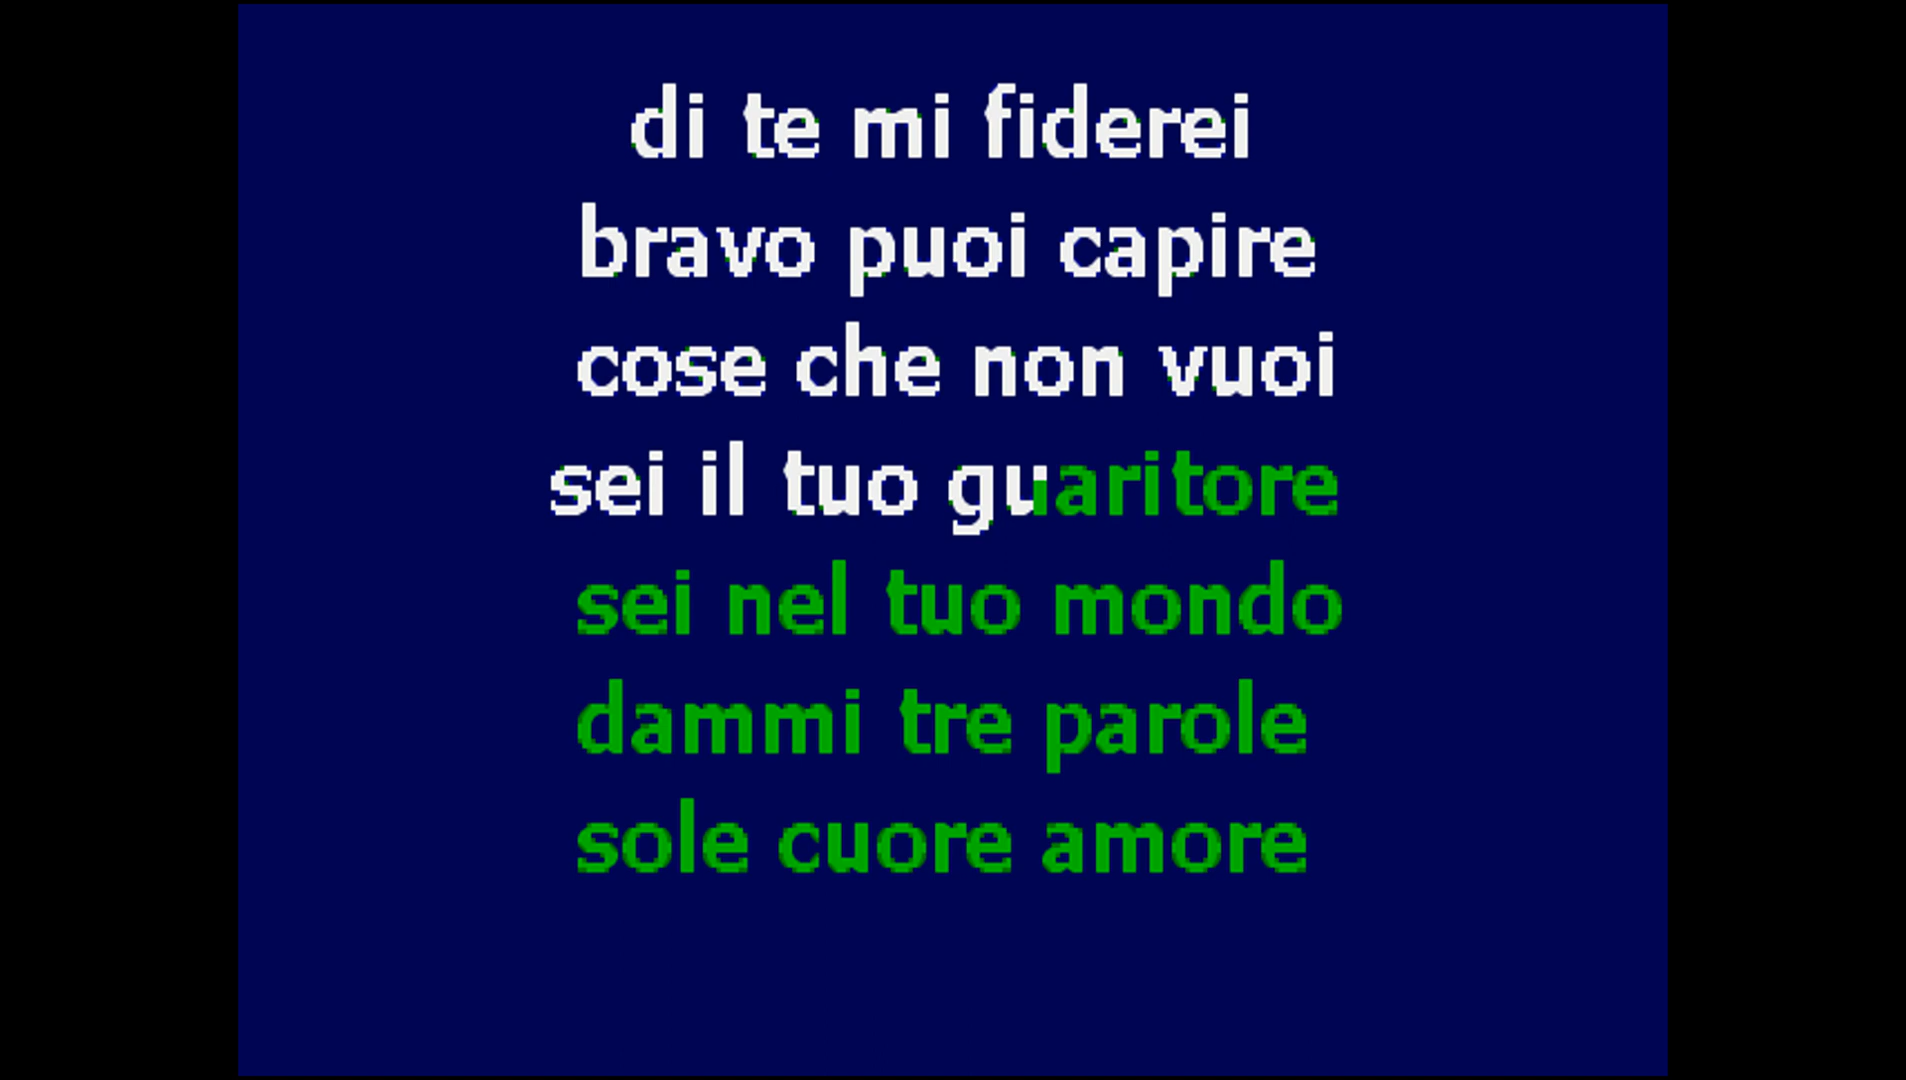 di te mi fiderei
bravo puoi capire
cose che non vuoi
sei il tuo guaritore
sei nel tuo mondo
dammi tre parole
sole cuore amore